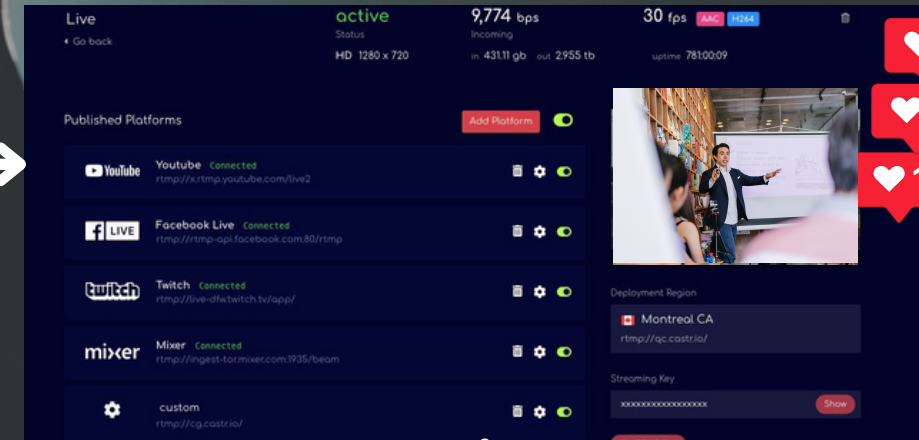 Live
active
9,774 bps
30 fps AAC H264
Go back
Status
Incoming
HD 1280 x 720
in 431.11 gb out 2.955 tb
uptime 781:00:09
Published Platforms
Add Platform
YouTube
Youtube Connected
rtmp://x.rtmp.youtube.com/live2
f LIVE
Facebook Live Connected
rtmp://rtmp-api.facebook.com:80/rtmp
twitch
Twitch Connected
rtmp://live-dfw.twitch.tv/app/
mixer
Mixer Connected
rtmp://ingest-tor.mixer.com:1935/beam
custom
rtmp://cg.castr.io/
Deployment Region
Montreal CA
rtmp://qc.castr.io/
Streaming Key
xxxxxxxxxxxxxxxxx
Show